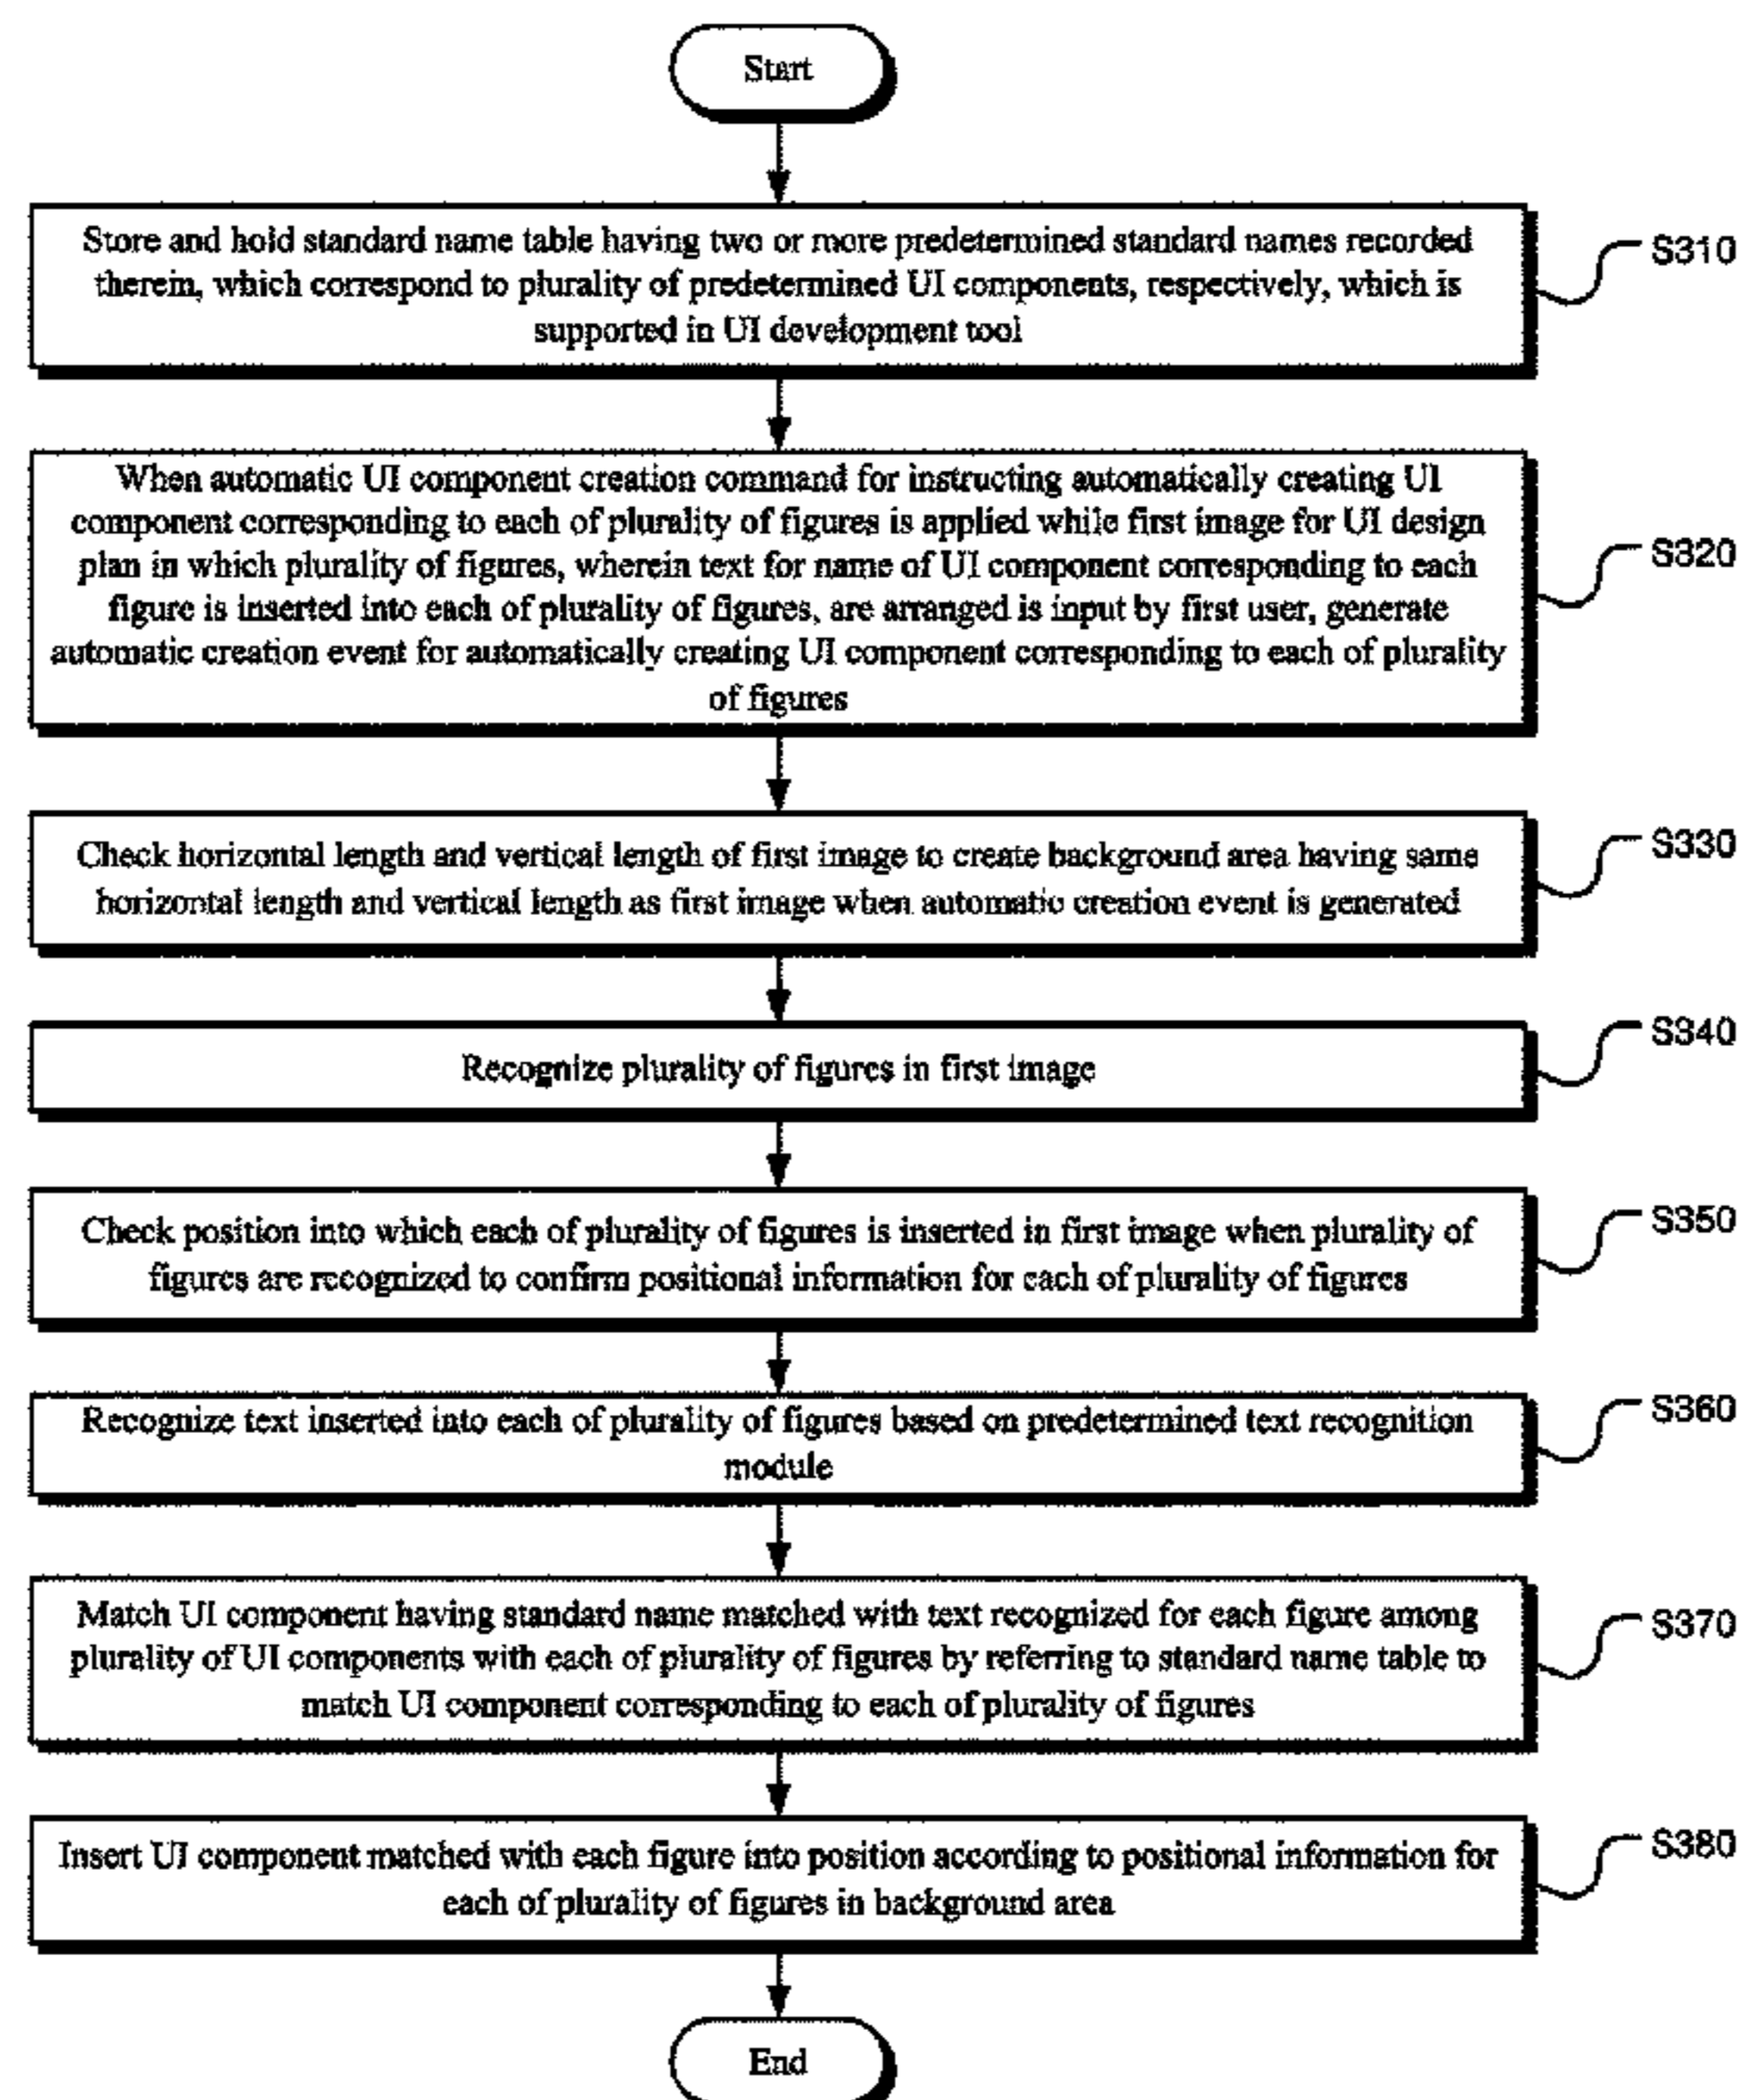 Start
Store and hold standard name table having two or more predetermined standard names recorded
therein, which correspond to plurality of predetermined UI components, respectively, which is
supported in UI development tool
S310
When automatic UI component creation command for instructing automatically creating UI
component corresponding to each of plurality of figures is applied while first image for UI design
plan in which plurality of figures, wherein text for name of UI component corresponding to each
figure is inserted into each of plurality of figures, are arranged is input by first user, generate
automatic creation event for automatically creating UI component corresponding to each of plurality
of figures
S320
Check horizontal length and vertical length of first image to create background area having same
horizontal length and vertical length as first image when automatic creation event is generated
S330
Recognize plurality of figures in first image
S340
Check position into which each of plurality of figures is inserted in first image when plurality of
figures are recognized to confirm positional information for each of plurality of figures
S350
Recognize text inserted into each of plurality of figures based on predetermined text recognition
module
S360
Match UI component having standard name matched with text recognized for each figure among
plurality of UI components with each of plurality of figures by referring to standard name table to
match UI component corresponding to each of plurality of figures
S370
Insert UI component matched with each figure into position according to positional information for
each of plurality of figures in background area
S380
End